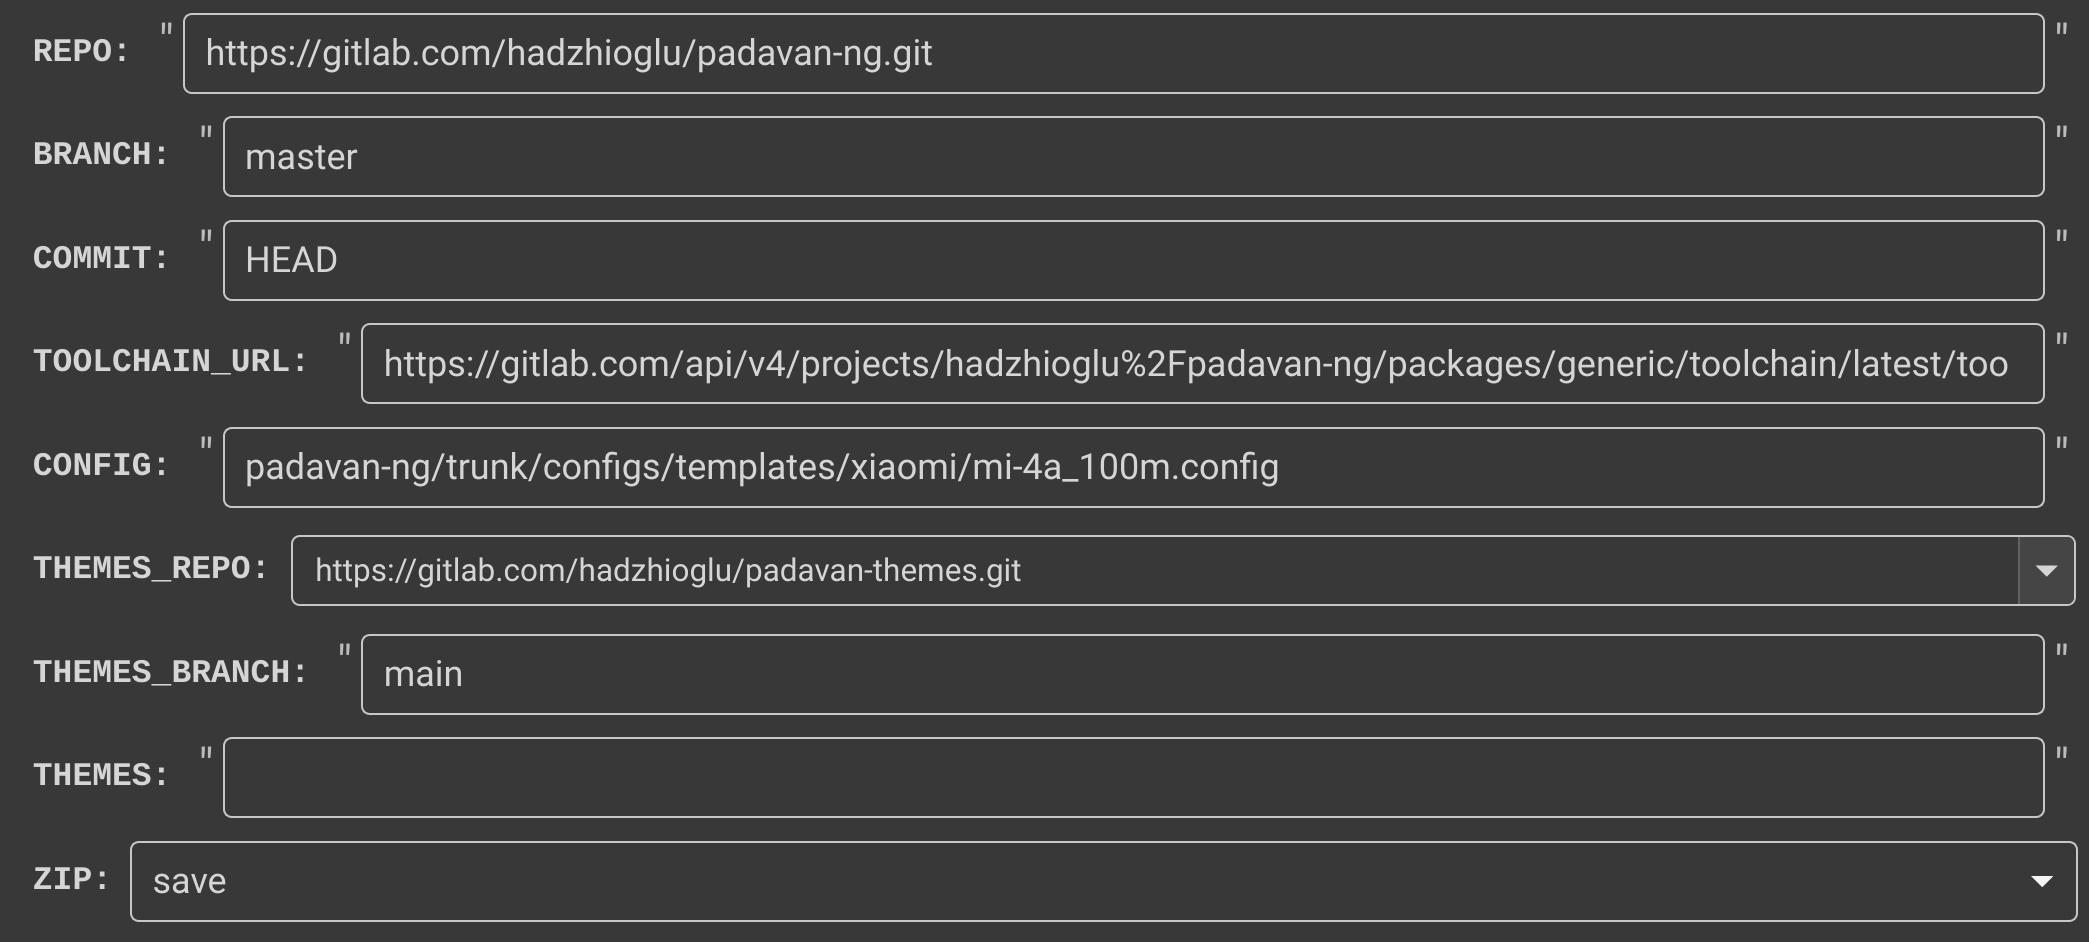 REPO: " https://gitlab.com/hadzhioglu/padavan-ng.git "
BRANCH: " master "
COMMIT: " HEAD "
TOOLCHAIN_URL: " https://gitlab.com/api/v4/projects/hadzhioglu%2Fpadavan-ng/packages/generic/toolchain/latest/too "
CONFIG: " padavan-ng/trunk/configs/templates/xiaomi/mi-4a_100m.config "
THEMES_REPO: https://gitlab.com/hadzhioglu/padavan-themes.git
THEMES_BRANCH: " main "
THEMES: " "
ZIP: save